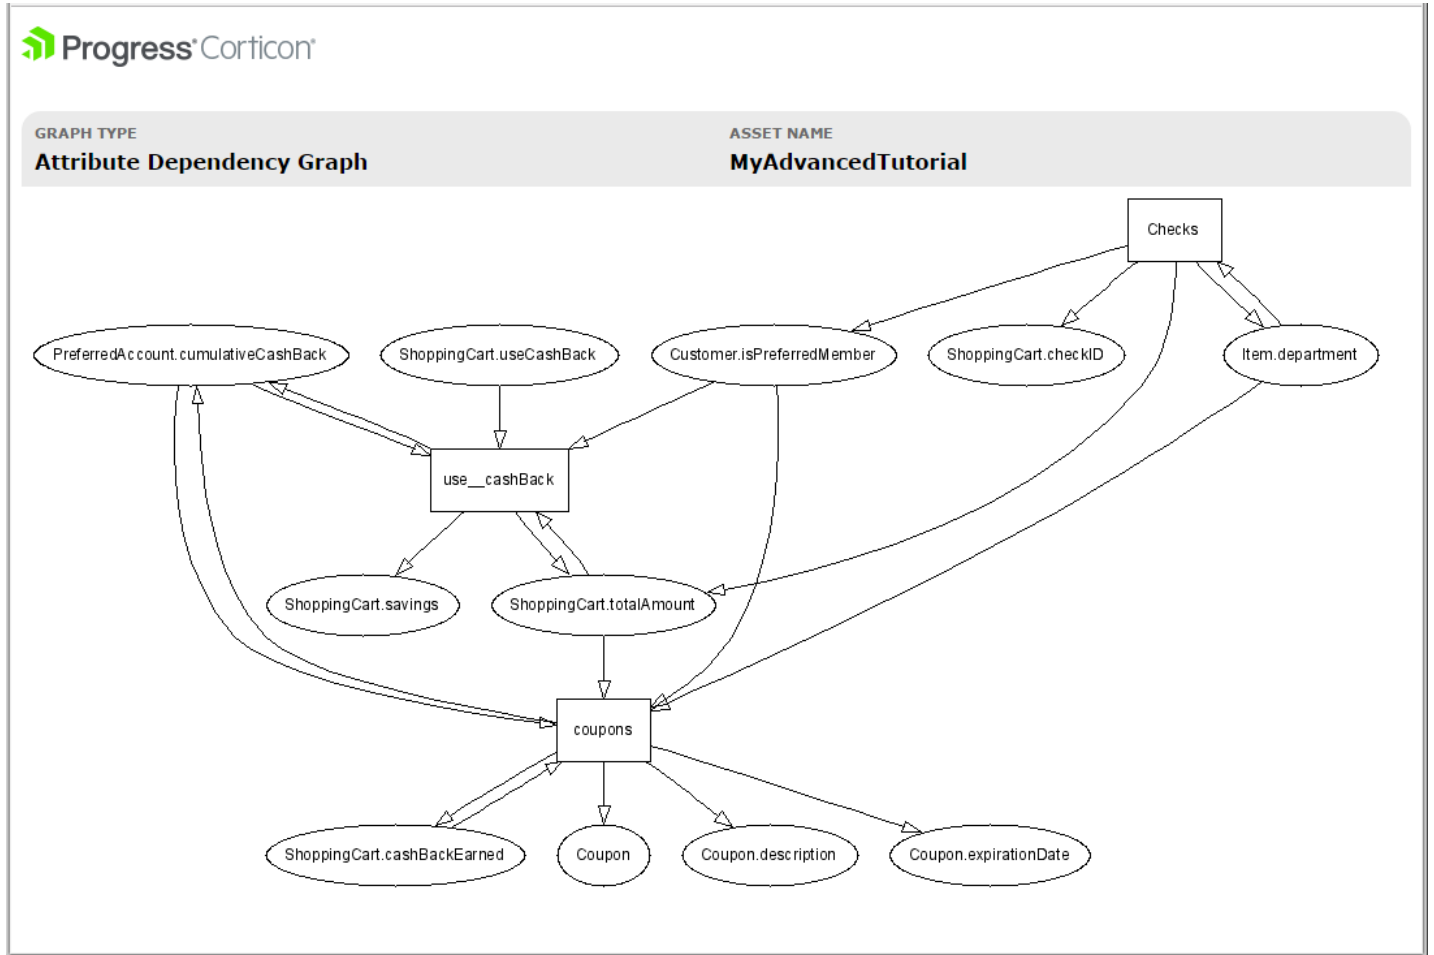 Progress® Corticon®
GRAPH TYPE
Attribute Dependency Graph
ASSET NAME
MyAdvancedTutorial
Checks
PreferredAccount.cumulativeCashBack
ShoppingCart.useCashBack
Customer.isPreferredMember
ShoppingCart.checkID
Item.department
use__cashBack
ShoppingCart.savings
ShoppingCart.totalAmount
coupons
ShoppingCart.cashBackEarned
Coupon
Coupon.description
Coupon.expirationDate